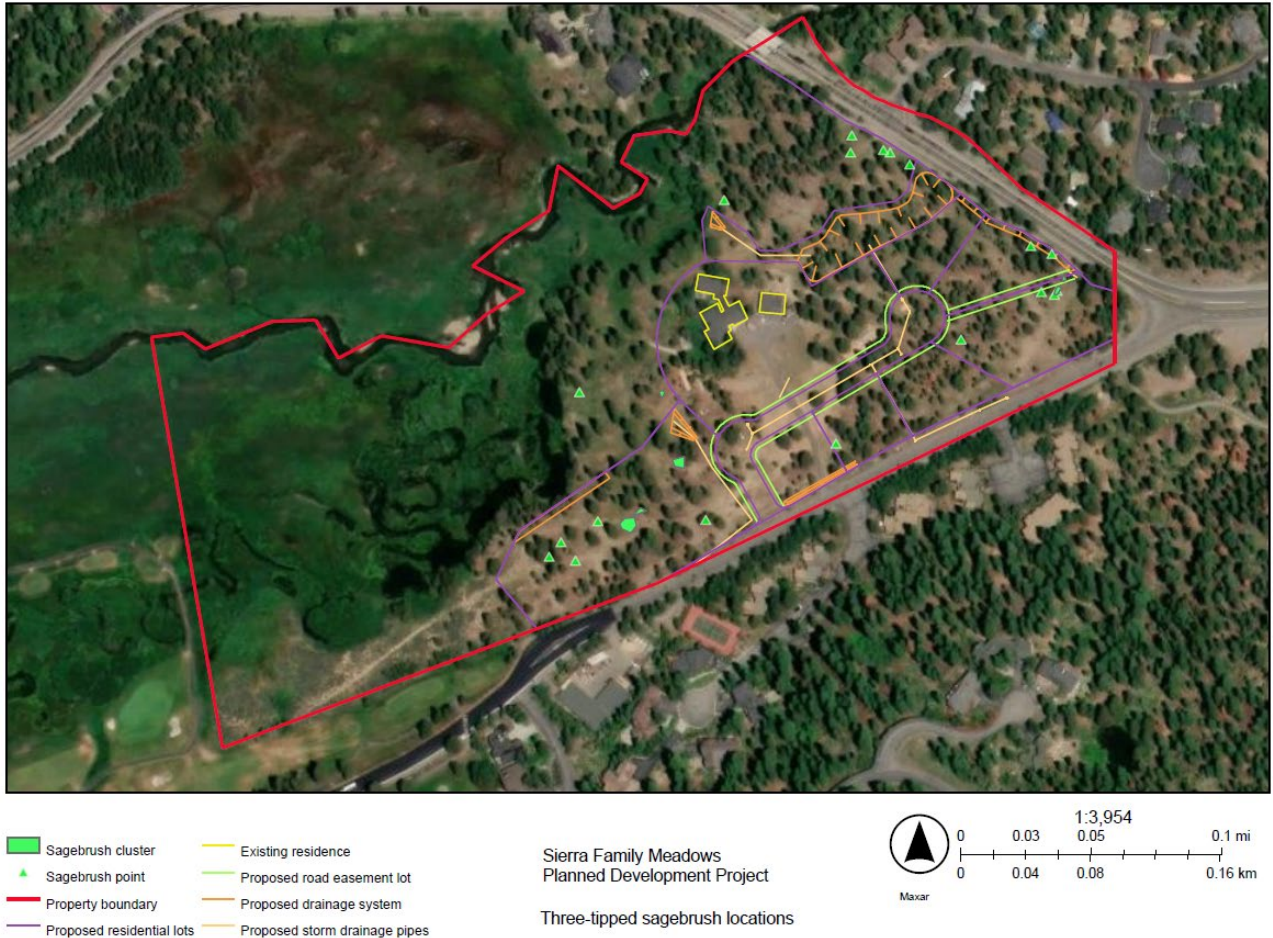 Sagebrush cluster
Sagebrush point
Property boundary
Proposed residential lots
Existing residence
Proposed road easement lot
Proposed drainage system
Proposed storm drainage pipes
Sierra Family Meadows
Planned Development Project
Three-tipped sagebrush locations
Maxar
1:3,954
0 0.03 0.05 0.1 mi
0 0.04 0.08 0.16 km